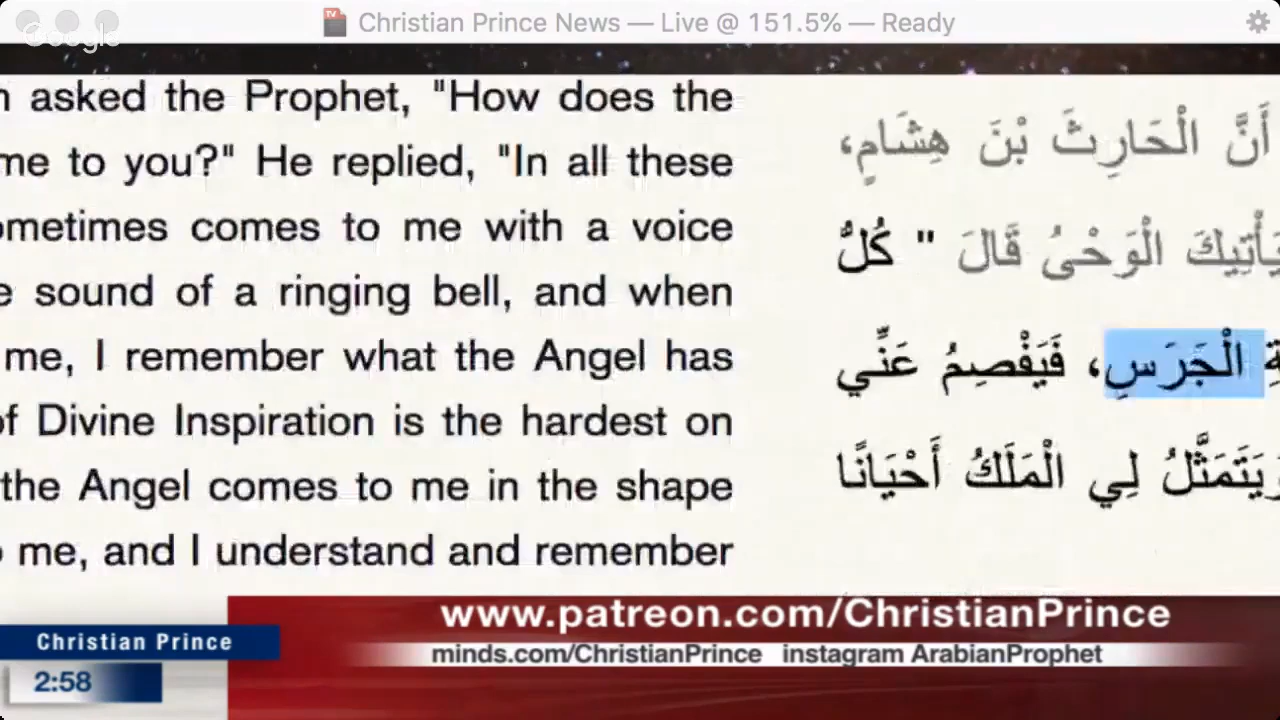 Christian Prince News — Live @ 151.5% — Ready
Google
asked the Prophet, "How does the
me to you?" He replied, "In all these
ometimes comes to me with a voice
sound of a ringing bell, and when
me, I remember what the Angel has
of Divine Inspiration is the hardest on
the Angel comes to me in the shape
me, and I understand and remember
أَنَّ الْحَارِثَ بْنَ هِشَامٍ،
يَأْتِيكَ الْوَحْىُ قَالَ " كُلُّ
الْجَرَسِ، فَيَفْصِمُ عَنِّي
وَيَتَمَثَّلُ لِي الْمَلَكُ أَحْيَانًا
www.patreon.com/ChristianPrince
Christian Prince
minds.com/ChristianPrince instagram ArabianProphet
2:58